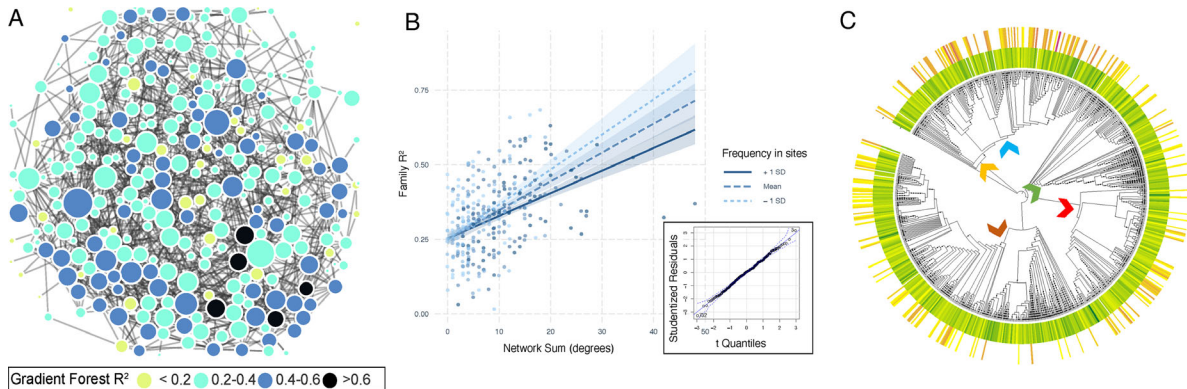 A
Gradient Forest R²
< 0.2
0.2-0.4
0.4-0.6
>0.6
B
Family R²
0.75
0.50
0.25
0.00
0
10
20
30
40
50
Network Sum (degrees)
Frequency in sites
+ 1 SD
Mean
− 1 SD
Studentized Residuals
t Quantiles
C